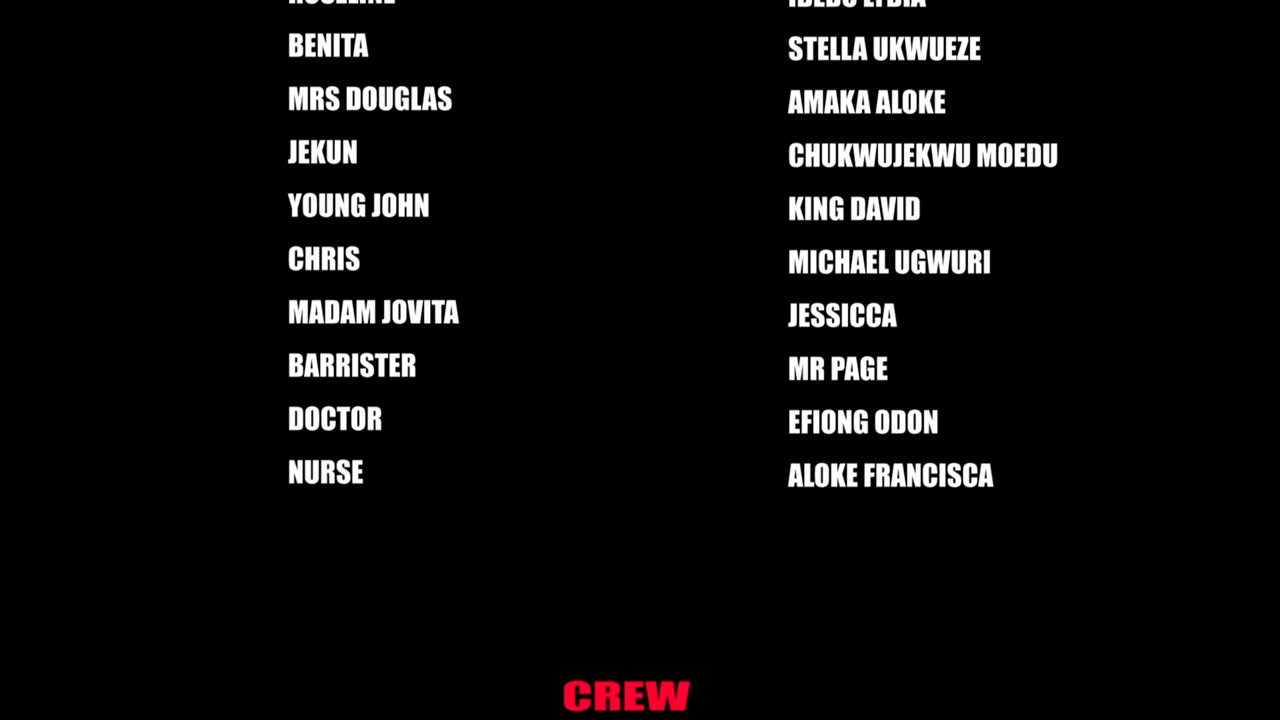 BENITA STELLA UKWUEZE
MRS DOUGLAS AMAKA ALOKE
JEKUN CHUKWUJEKWU MOEDU
YOUNG JOHN KING DAVID
CHRIS MICHAEL UGWURI
MADAM JOVITA JESSICCA
BARRISTER MR PAGE
DOCTOR EFIONG ODON
NURSE ALOKE FRANCISCA
CREW